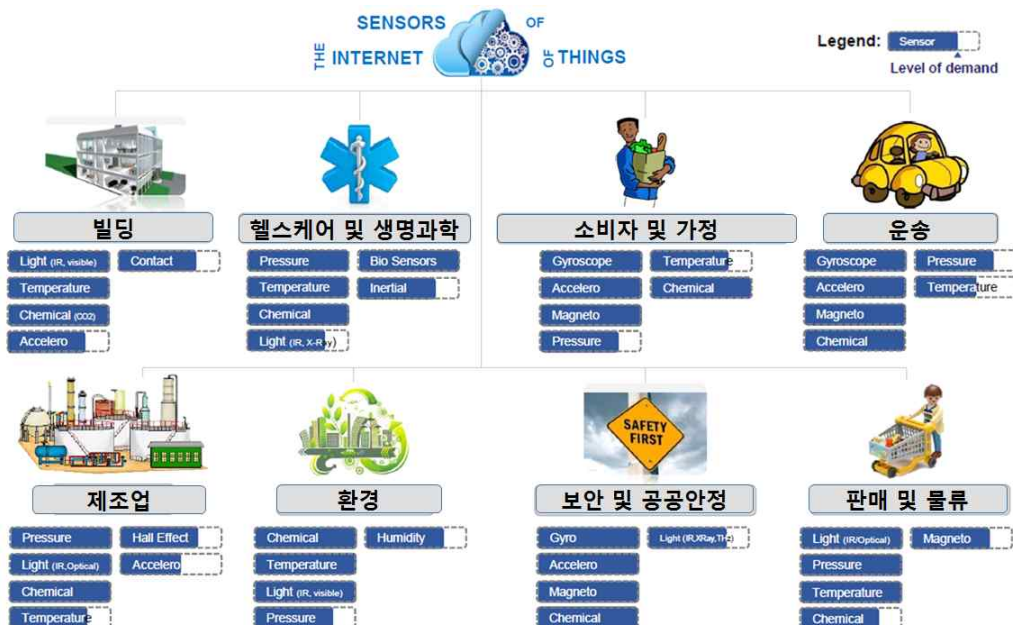 SENSORS OF
THE INTERNET OF THINGS
Legend: Sensor
Level of demand
빌딩
Light (IR, visible)
Contact
Temperature
Chemical (CO2)
Accelero
헬스케어 및 생명과학
Pressure
Bio Sensors
Temperature
Inertial
Chemical
Light (IR, X-Ray)
소비자 및 가정
Gyroscope
Temperature
Accelero
Chemical
Magneto
Pressure
운송
Gyroscope
Pressure
Accelero
Temperature
Magneto
Chemical
제조업
Pressure
Hall Effect
Light (IR,Optical)
Accelero
Chemical
Temperature
환경
Chemical
Humidity
Temperature
Light (IR, visible)
Pressure
SAFETY
FIRST
보안 및 공공안정
Gyro
Light (IR,XRay,THz)
Accelero
Magneto
Chemical
판매 및 물류
Light (IR/Optical)
Magneto
Pressure
Temperature
Chemical